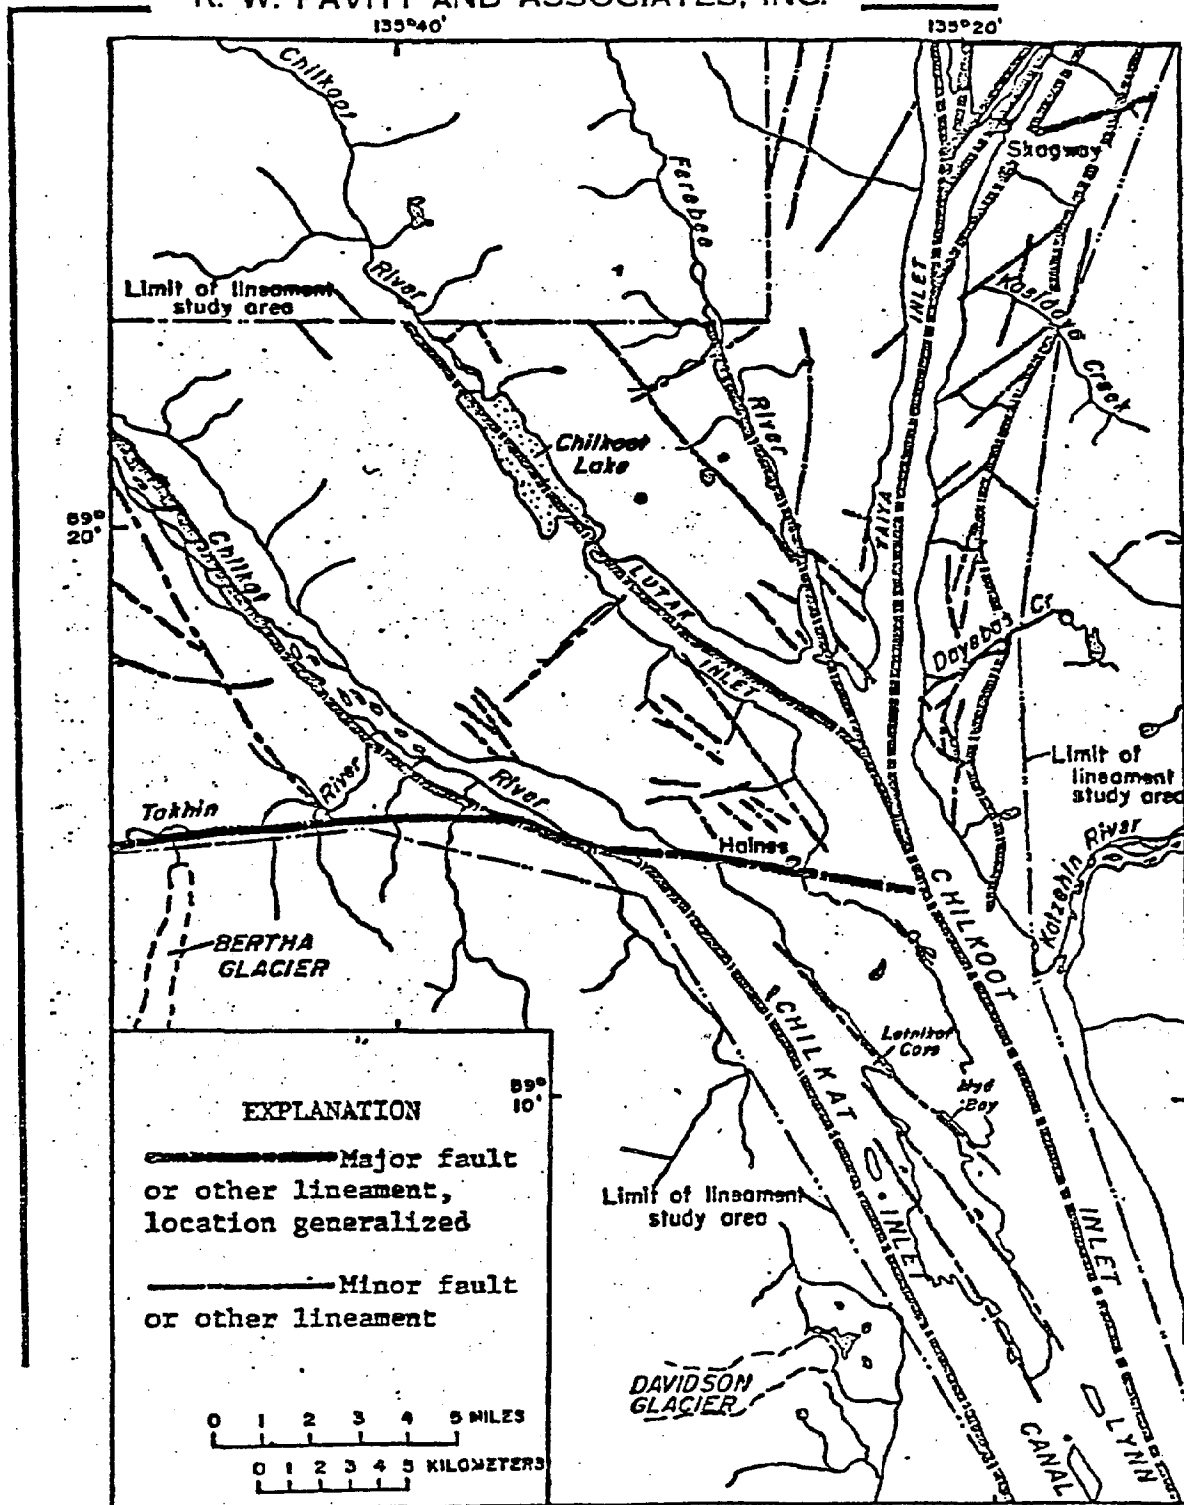 R. W. PAVITT AND ASSOCIATES, INC.
135°40'
135°20'
Chilkoot
River
Ferebee
River
Skagway
Limit of lineament
study area
INLET
TAIYA
Kasidaya
Creek
Chilkoot
Lake
59°
20'
Chilkat
River
LUTAK
INLET
Dayebas Cr
Limit of
lineament
study area
Takhin
River
Haines
Katzehin River
BERTHA
GLACIER
CHILKOOT
INLET
CHILKAT
INLET
Letnikof
Cove
Mud
Bay
59°
10'
EXPLANATION
Major fault
or other lineament,
location generalized
Minor fault
or other lineament
Limit of lineament
study area
DAVIDSON
GLACIER
0 1 2 3 4 5 MILES
0 1 2 3 4 5 KILOMETERS
LYNN
CANAL